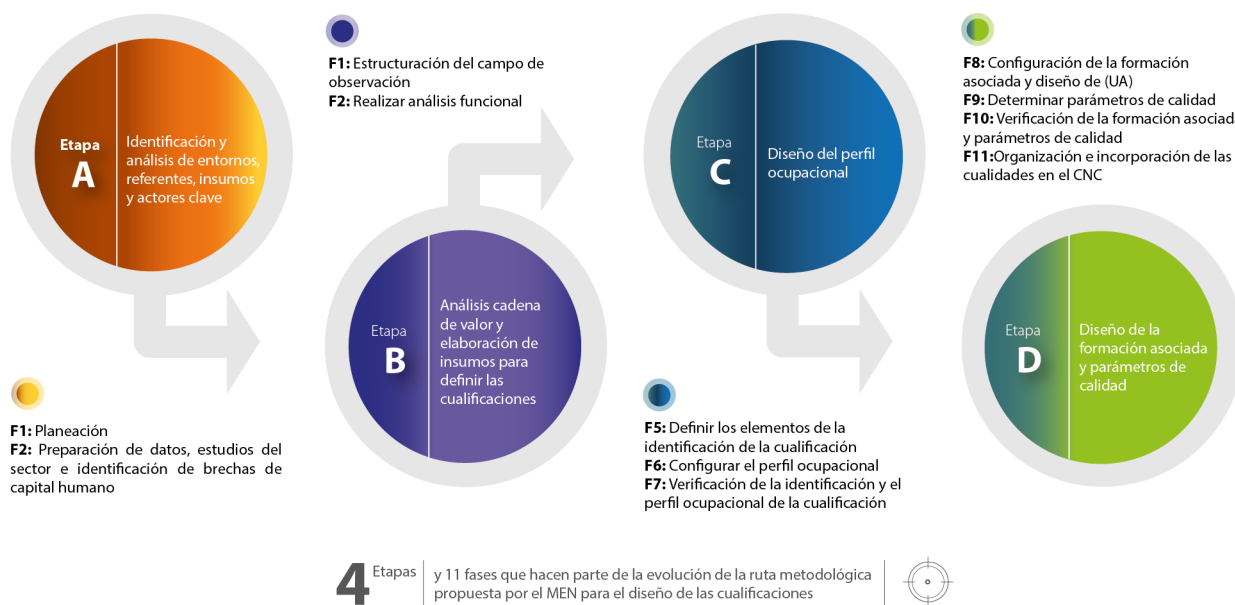 Etapa
A
Identificación y
análisis de entornos,
referentes, insumos
y actores clave
F1: Planeación
F2: Preparación de datos, estudios del
sector e identificación de brechas de
capital humano
F1: Estructuración del campo de
observación
F2: Realizar análisis funcional
Etapa
B
Análisis cadena
de valor y
elaboración de
insumos para
definir las
cualificaciones
Etapa
C
Diseño del perfil
ocupacional
F5: Definir los elementos de la
identificación de la cualificación
F6: Configurar el perfil ocupacional
F7: Verificación de la identificación y el
perfil ocupacional de la cualificación
F8: Configuración de la formación
asociada y diseño de (UA)
F9: Determinar parámetros de calidad
F10: Verificación de la formación asociada
y parámetros de calidad
F11:Organización e incorporación de las
cualidades en el CNC
Etapa
D
Diseño de la
formación asociada
y parámetros de
calidad
4 Etapas
y 11 fases que hacen parte de la evolución de la ruta metodológica
propuesta por el MEN para el diseño de las cualificaciones